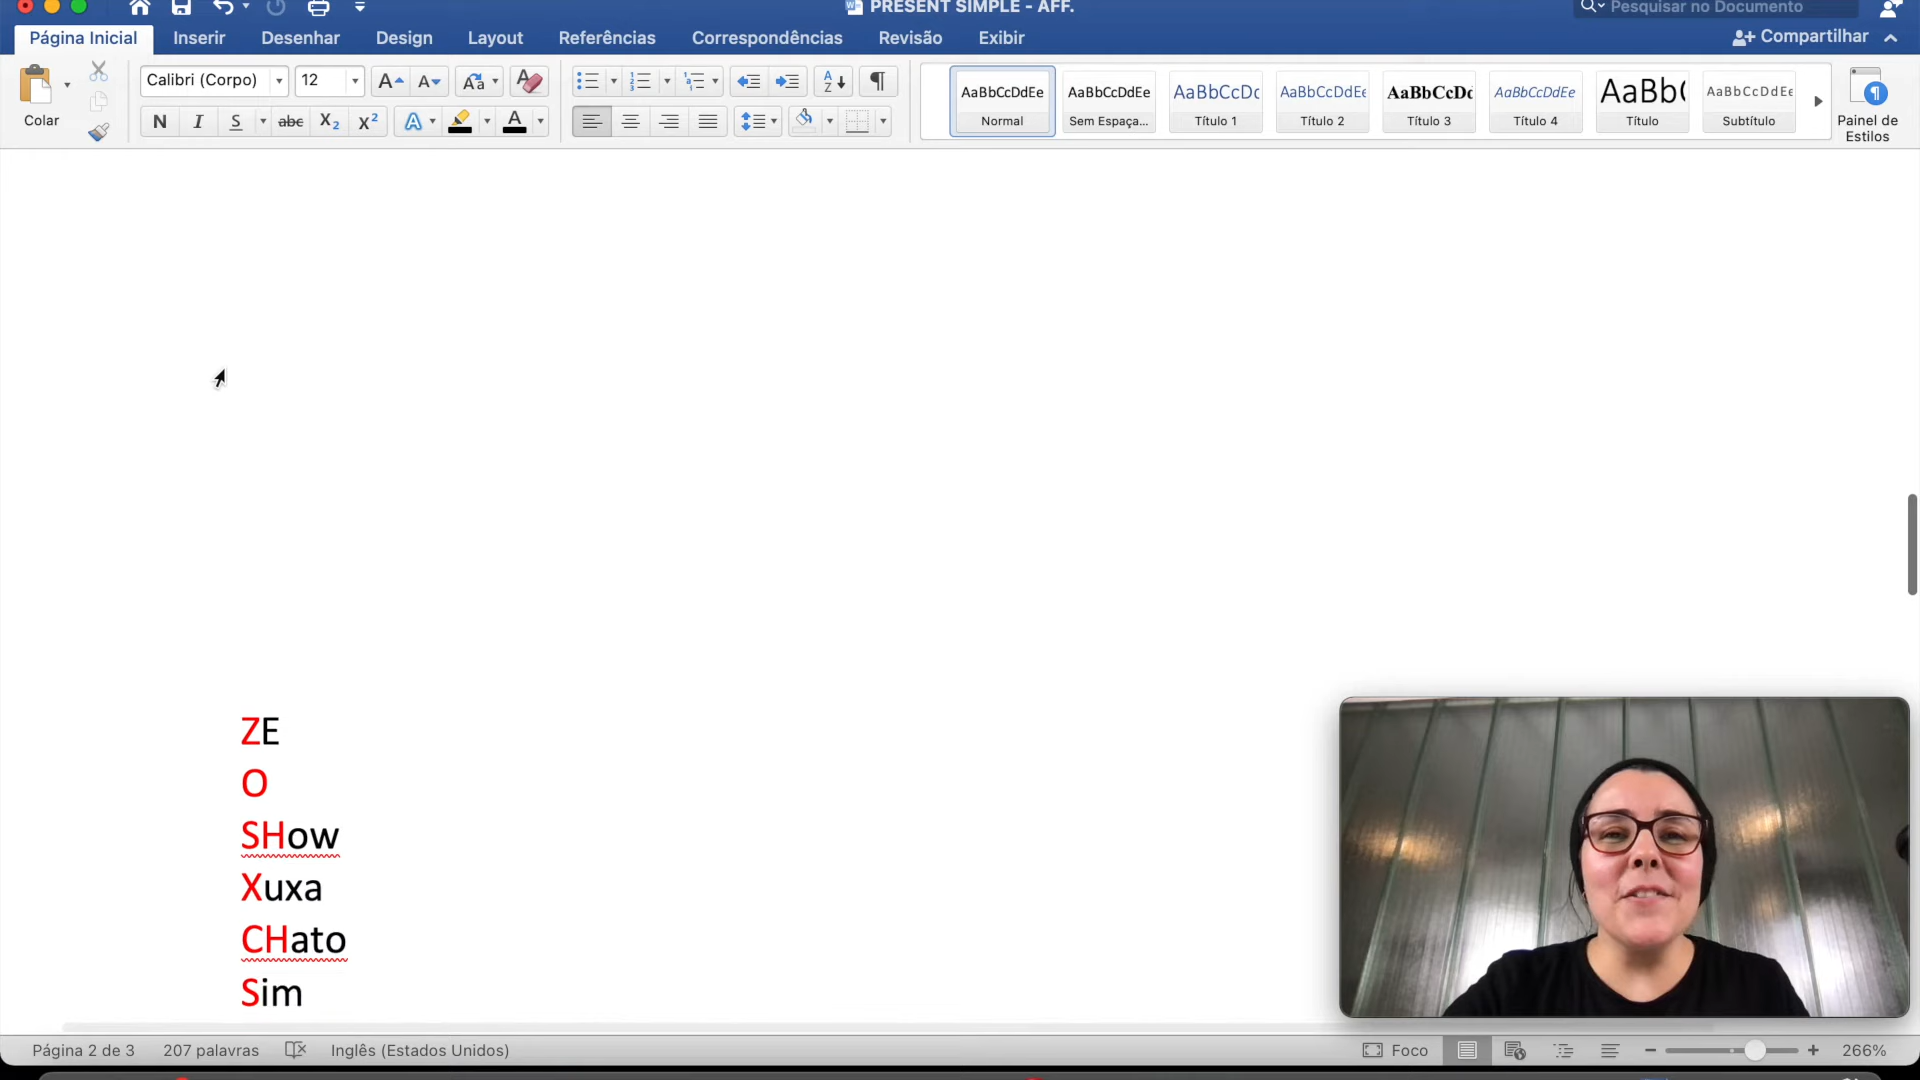 PRESENT SIMPLE - AFF.
Pesquisar no Documento
Página Inicial
Inserir
Desenhar
Design
Layout
Referências
Correspondências
Revisão
Exibir
Compartilhar
Colar
Calibri (Corpo)
12
AaBbCcDdEe
Normal
AaBbCcDdEe
Sem Espaça...
AaBbCcDc
Título 1
AaBbCcDdEe
Título 2
AaBbCcDc
Título 3
AaBbCcDdEe
Título 4
AaBb(
Título
AaBbCcDdEe
Subtítulo
Painel de
Estilos
N I S abc X2 X2 A A
ZE
O
SHow
Xuxa
CHato
Sim
Página 2 de 3
207 palavras
Inglês (Estados Unidos)
Foco
266%